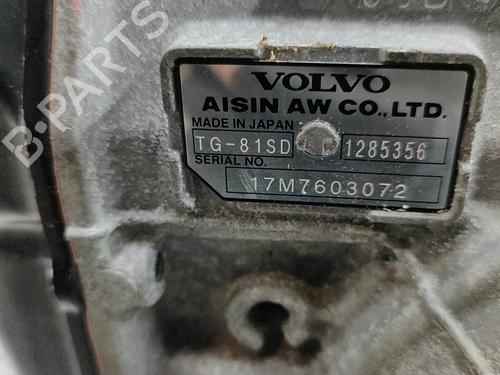 B-PARTS
VOLVO
AISIN AW CO., LTD.
MADE IN JAPAN
TG-81SD 1285356
SERIAL NO.
17M7603072